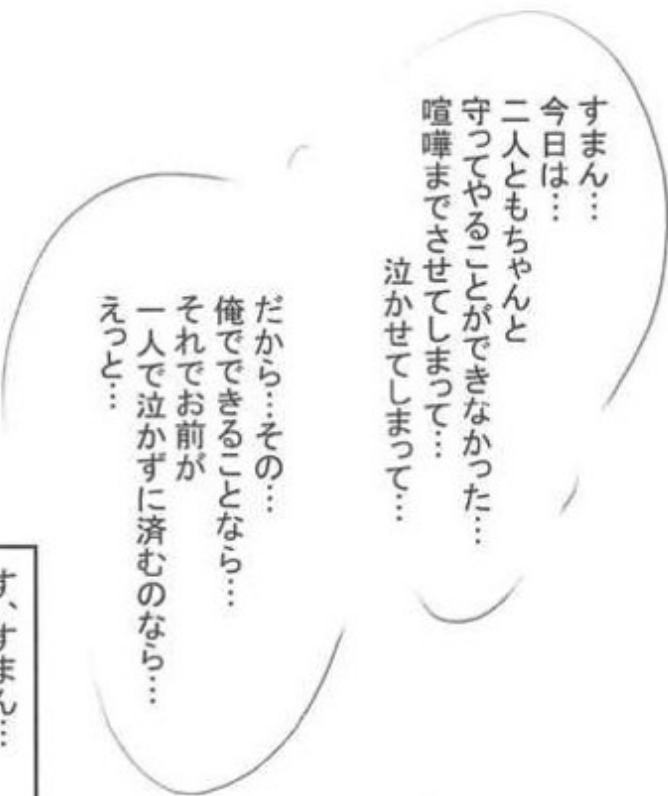 すまん…
今日は…
二人ともちゃんと
守ってやることができなかった…
喧嘩までさせてしまって…
泣かせてしまって…
だから…その…
俺でできることなら…
それでお前が
一人で泣かずに済むのなら…
えっと…
す、すまん…